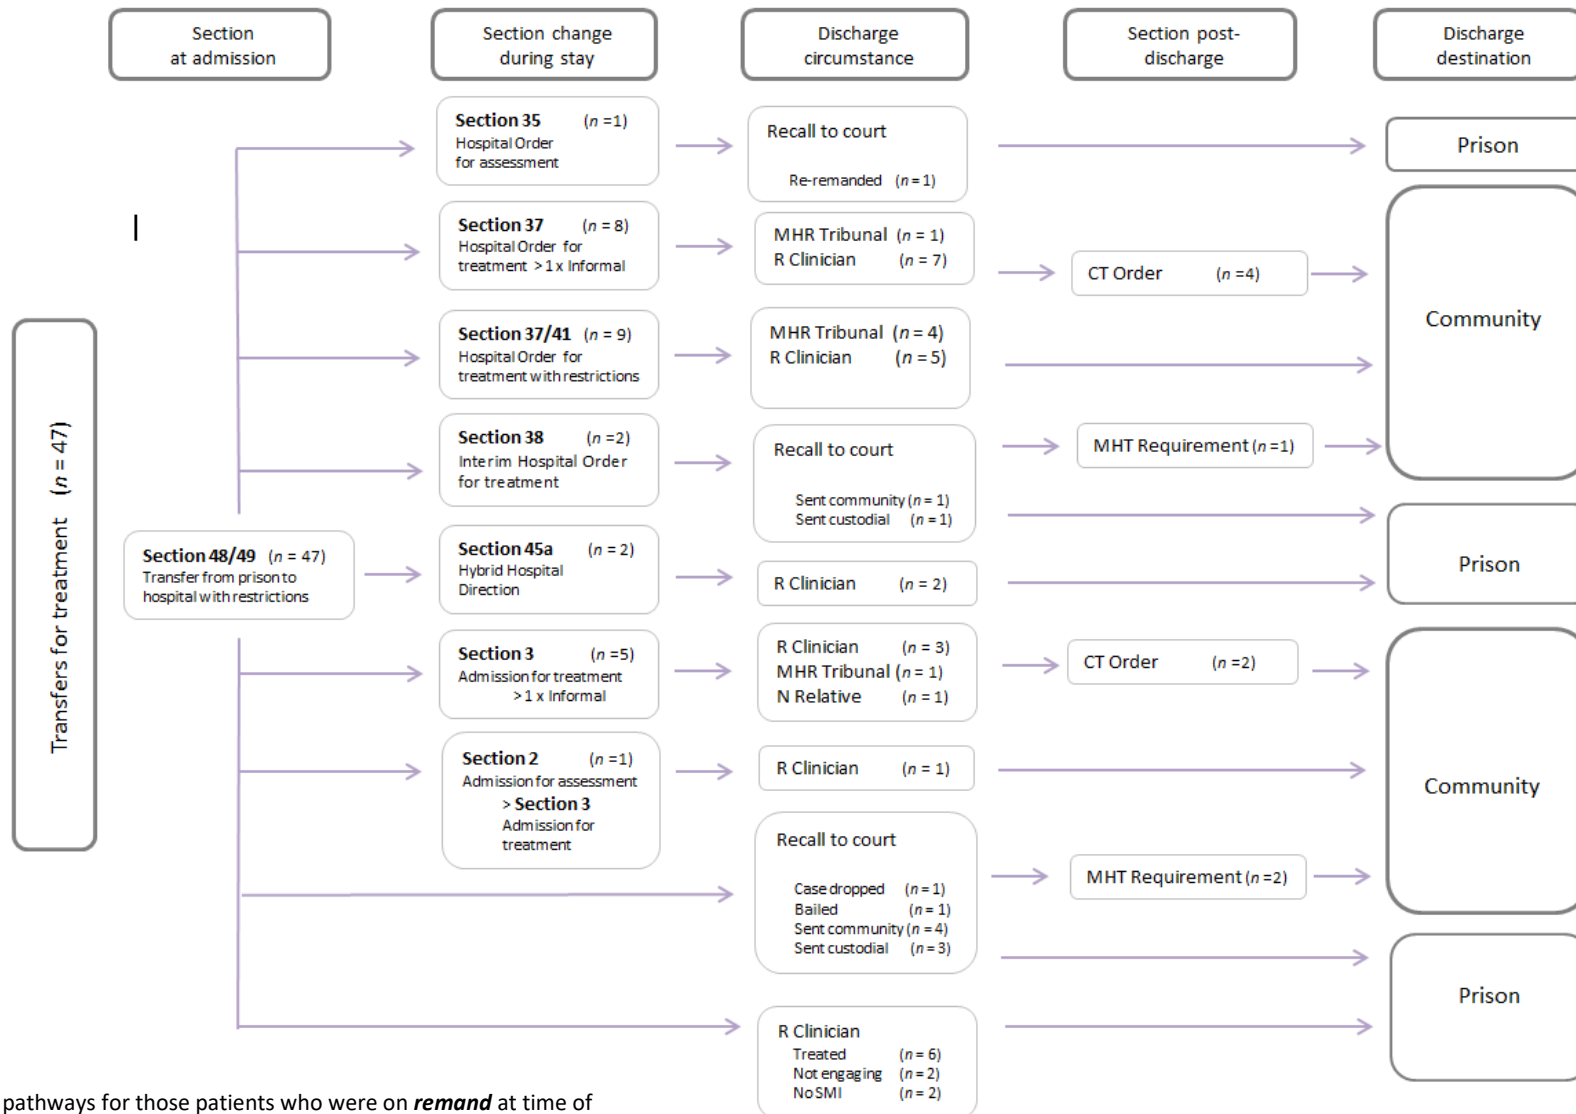 Section
at admission
Section change
during stay
Discharge
circumstance
Section post-
discharge
Discharge
destination
Transfers for treatment (n = 47)
Section 48/49 (n = 47)
Transfer from prison to
hospital with restrictions
Section 35 (n =1)
Hospital Order
for assessment
Recall to court
Re-remanded (n = 1)
Prison
Section 37 (n = 8)
Hospital Order for
treatment > 1 x Informal
MHR Tribunal (n = 1)
R Clinician (n = 7)
CT Order (n =4)
Community
Section 37/41 (n = 9)
Hospital Order for
treatment with restrictions
MHR Tribunal (n = 4)
R Clinician (n = 5)
Section 38 (n =2)
Interim Hospital Order
for treatment
Recall to court
Sent community (n = 1)
Sent custodial (n = 1)
MHT Requirement (n =1)
Section 45a (n = 2)
Hybrid Hospital
Direction
R Clinician (n = 2)
Prison
Section 3 (n =5)
Admission for treatment
> 1 x Informal
R Clinician (n = 3)
MHR Tribunal (n = 1)
N Relative (n = 1)
CT Order (n =2)
Community
Section 2 (n =1)
Admission for assessment
> Section 3
Admission for
treatment
R Clinician (n = 1)
Recall to court
Case dropped (n = 1)
Bailed (n = 1)
Sent community (n = 4)
Sent custodial (n = 3)
MHT Requirement (n =2)
Prison
R Clinician
Treated (n = 6)
Not engaging (n = 2)
No SMI (n = 2)
pathways for those patients who were on remand at time of